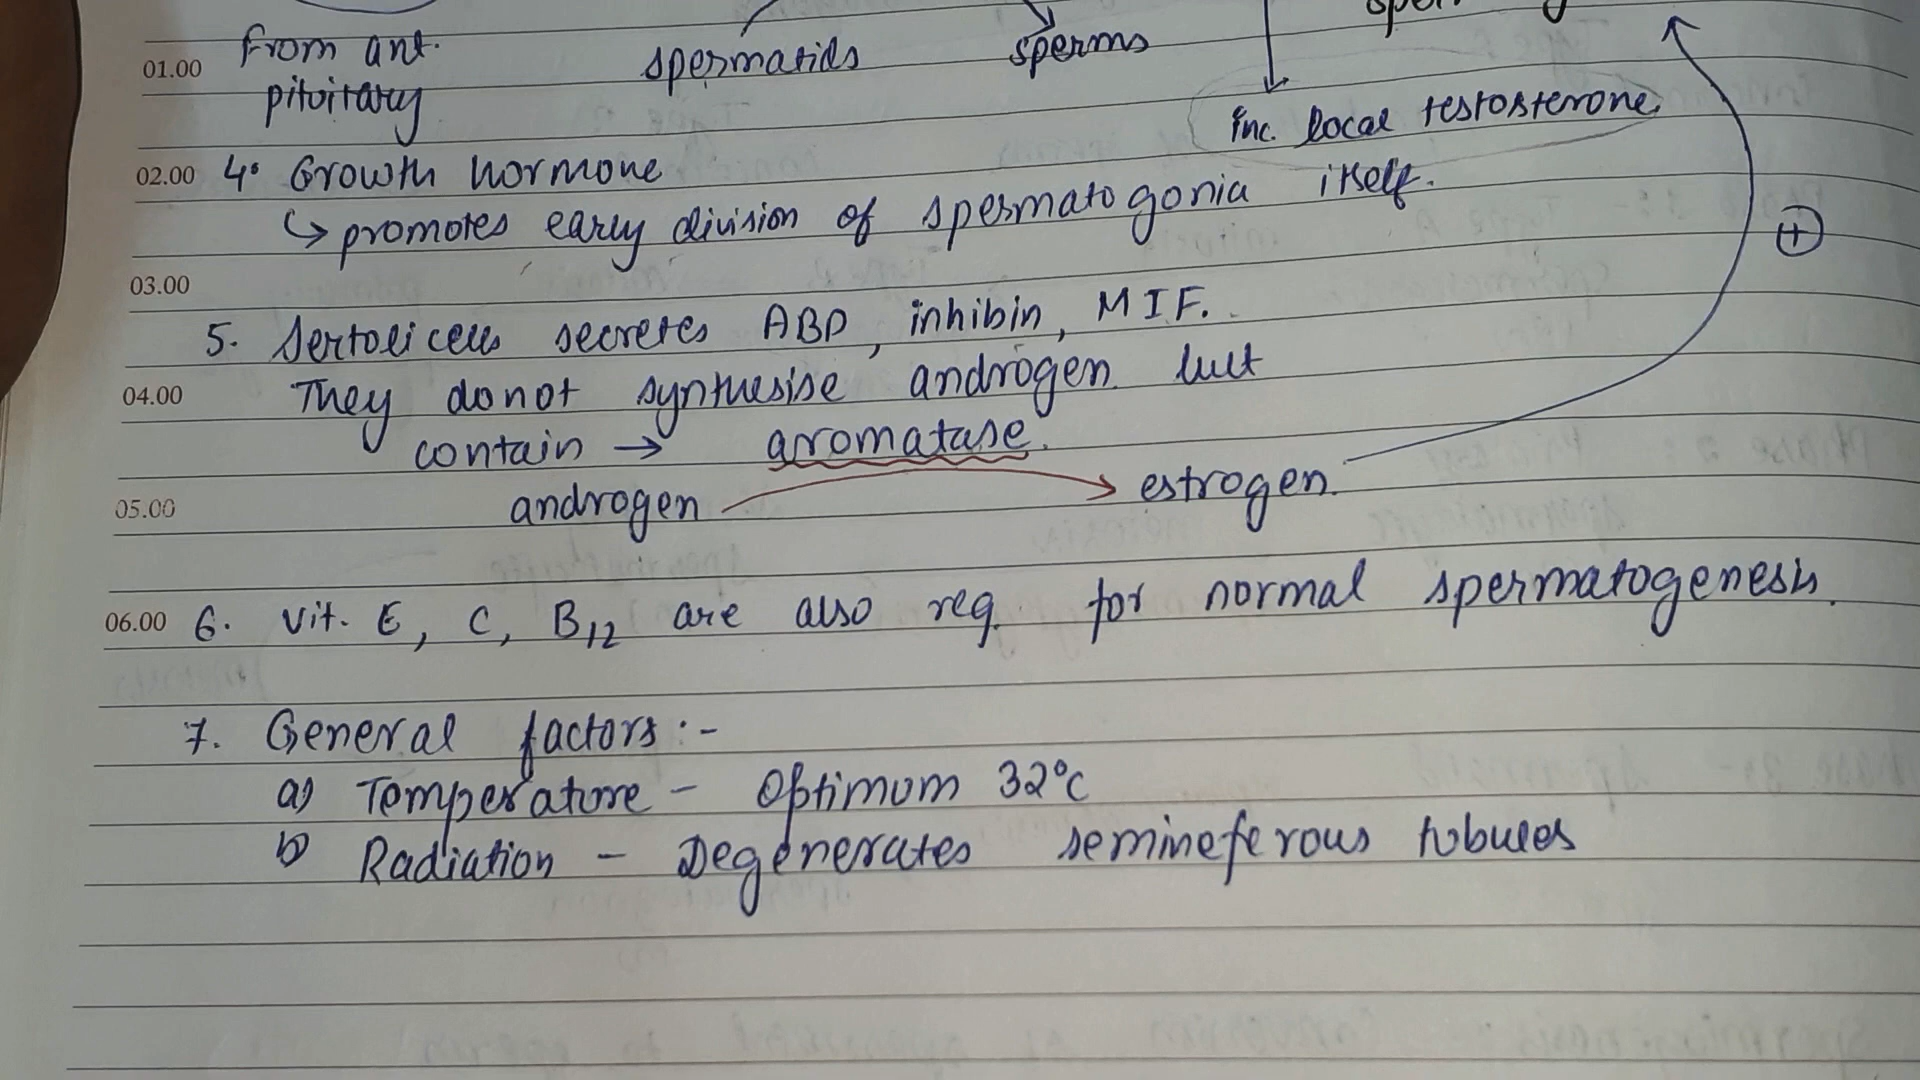 01.00 from ant. spermatids sperms
pituitary
inc. local testosterone
02.00 4. Growth hormone
↳ promotes early division of spermatogonia itself.
03.00
5. Sertoli cells secretes ABP, inhibin, MIF.
04.00 They do not synthesise androgen but
contain → aromatase.
05.00 androgen → estrogen. ⊕
06.00 6. Vit. E, C, B12 are also req. for normal spermatogenesis.
7. General factors :-
a) Temperature - Optimum 32°c
b) Radiation - Degenerates semineferous tubules